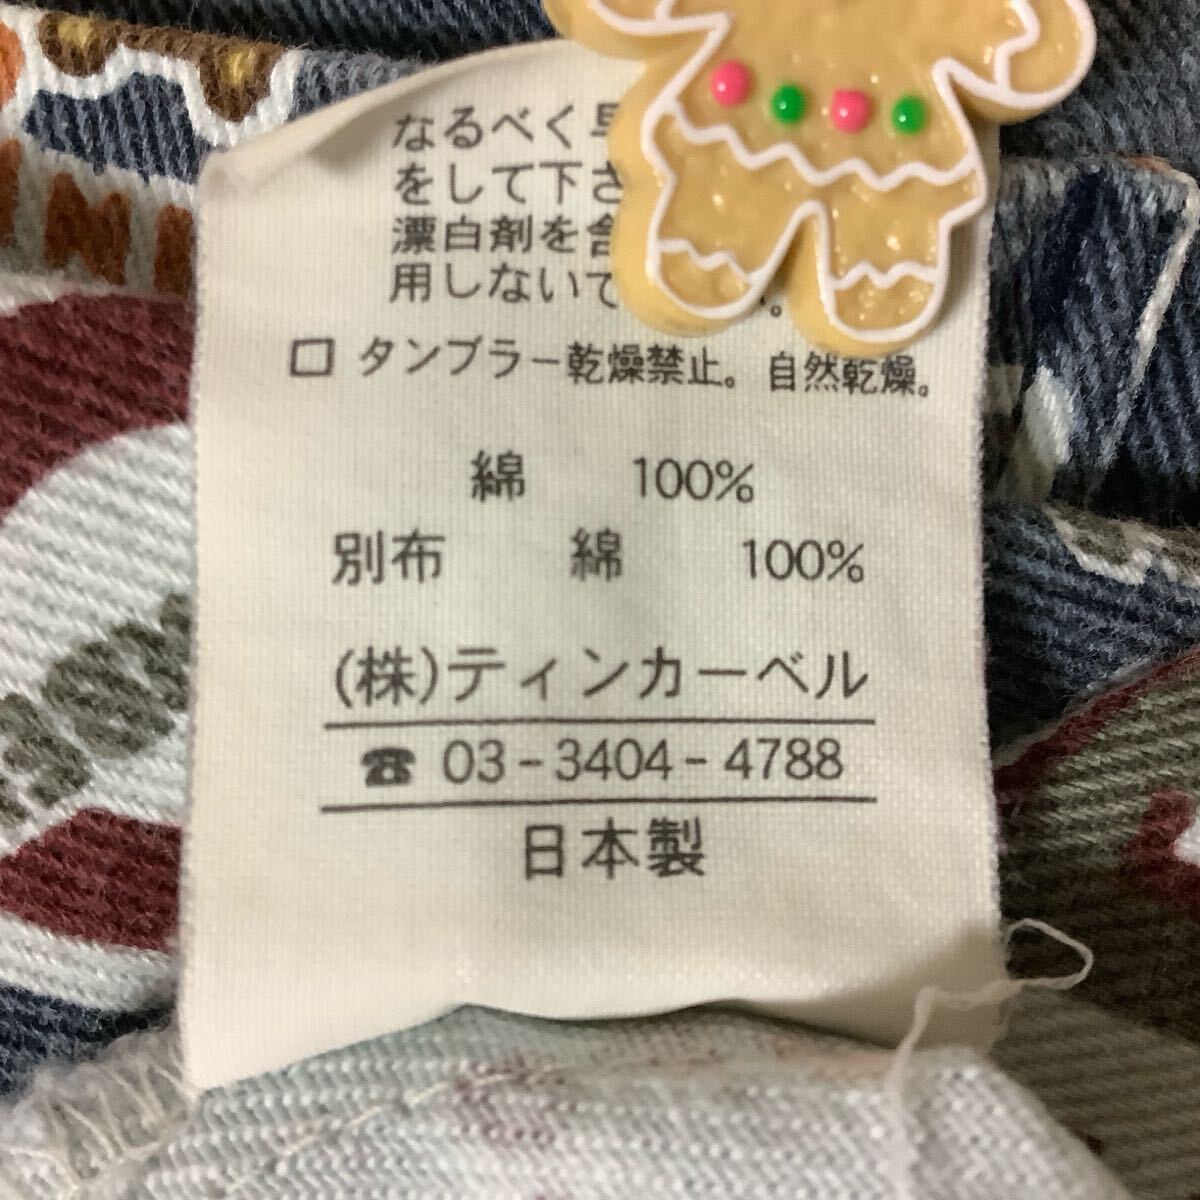 なるべく早
をして下さ
漂白剤を含
用しないで
□ タンブラー乾燥禁止。自然乾燥。
綿 100%
別布 綿 100%
(株)ティンカーベル
☎ 03-3404-4788
日本製